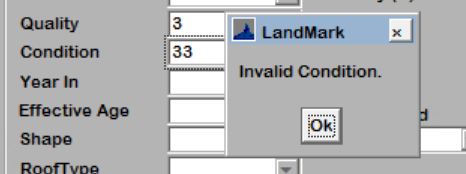 Quality 3
LandMark x
Condition 33
Invalid Condition.
Year In
Effective Age
Ok
Shape
RoofType